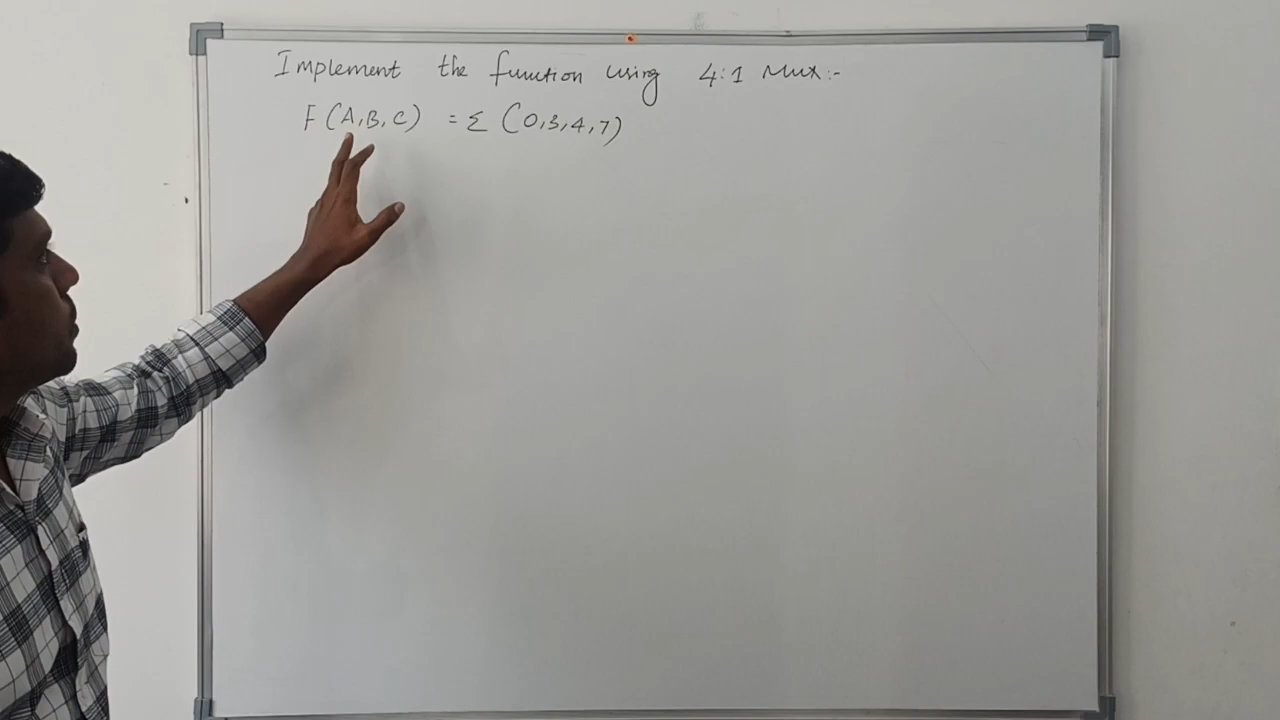 Implement the function using 4:1 Mux:-
F(A,B,C) = Σ (0,3,4,7)